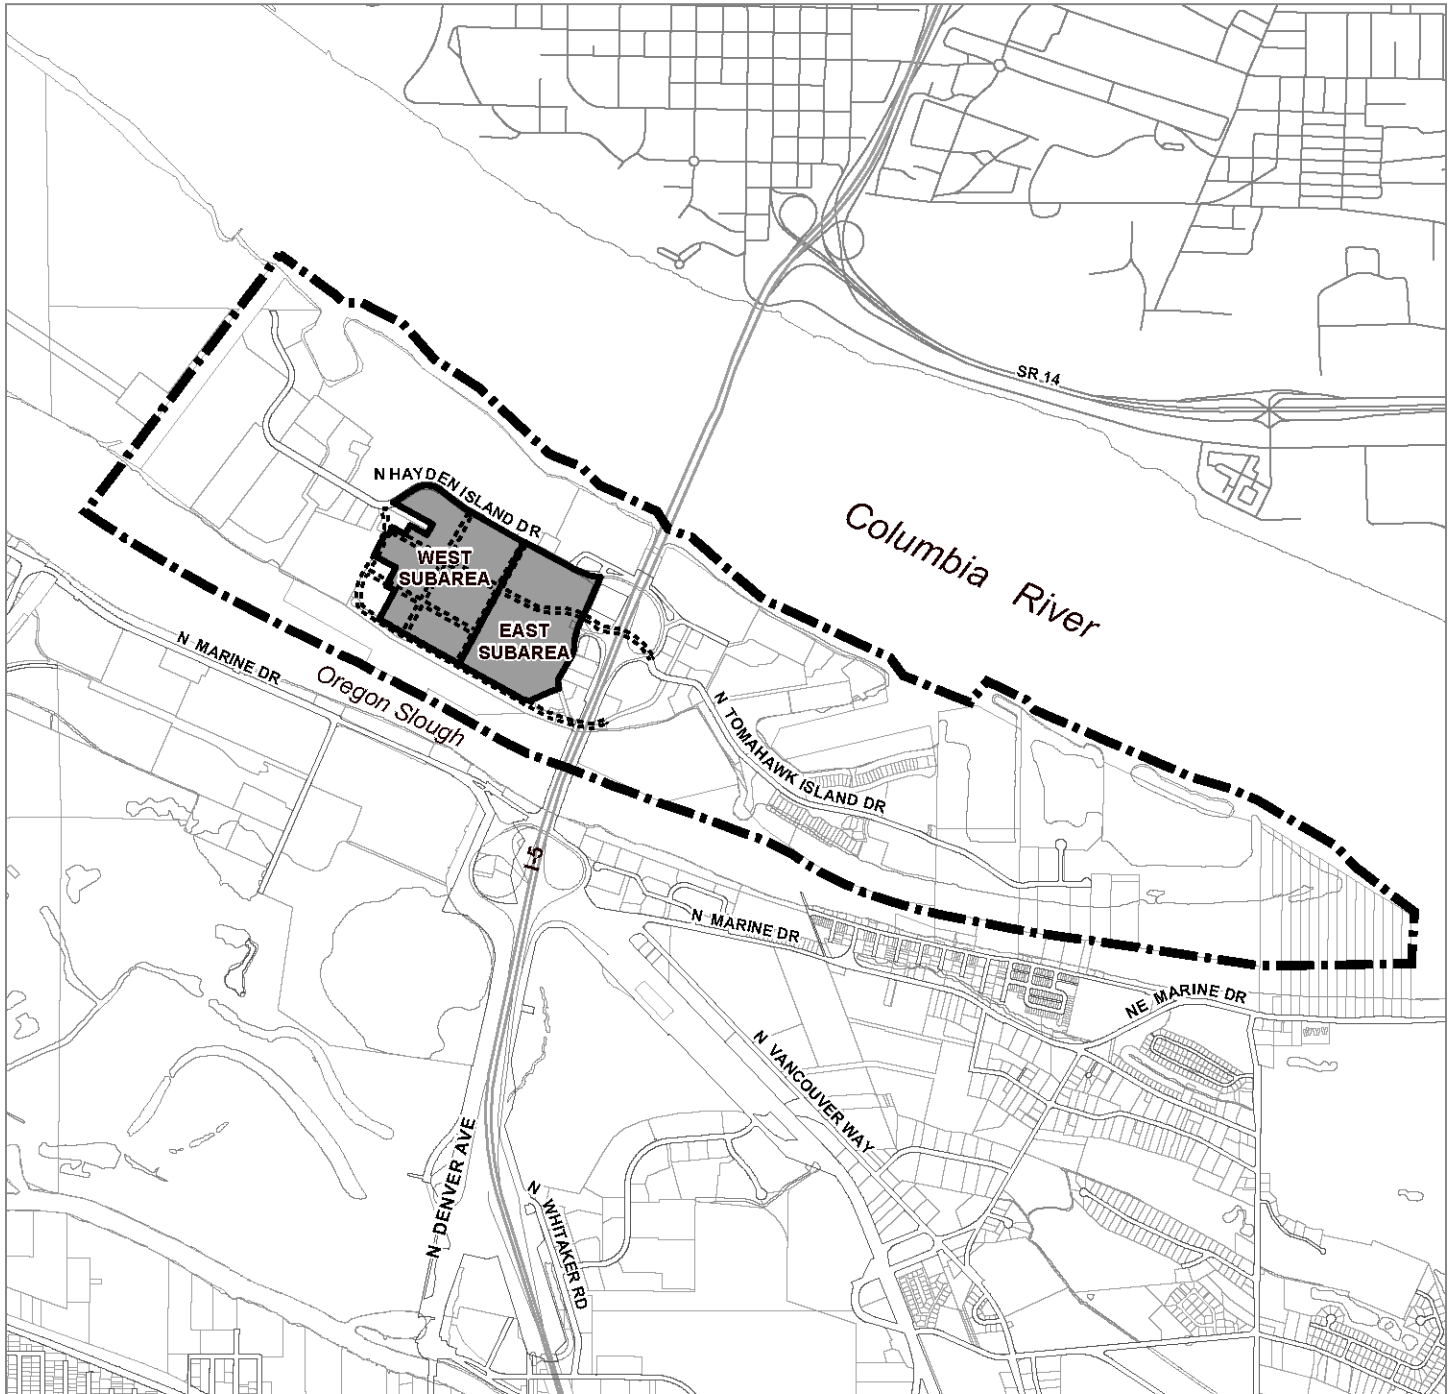 SR 14
N HAYDEN ISLAND DR
Columbia River
WEST
SUBAREA
EAST
SUBAREA
N MARINE DR
Oregon Slough
N TOMAHAWK ISLAND DR
I-5
N MARINE DR
NE MARINE DR
N VANCOUVER WAY
N DENVER AVE
N WHITAKER RD